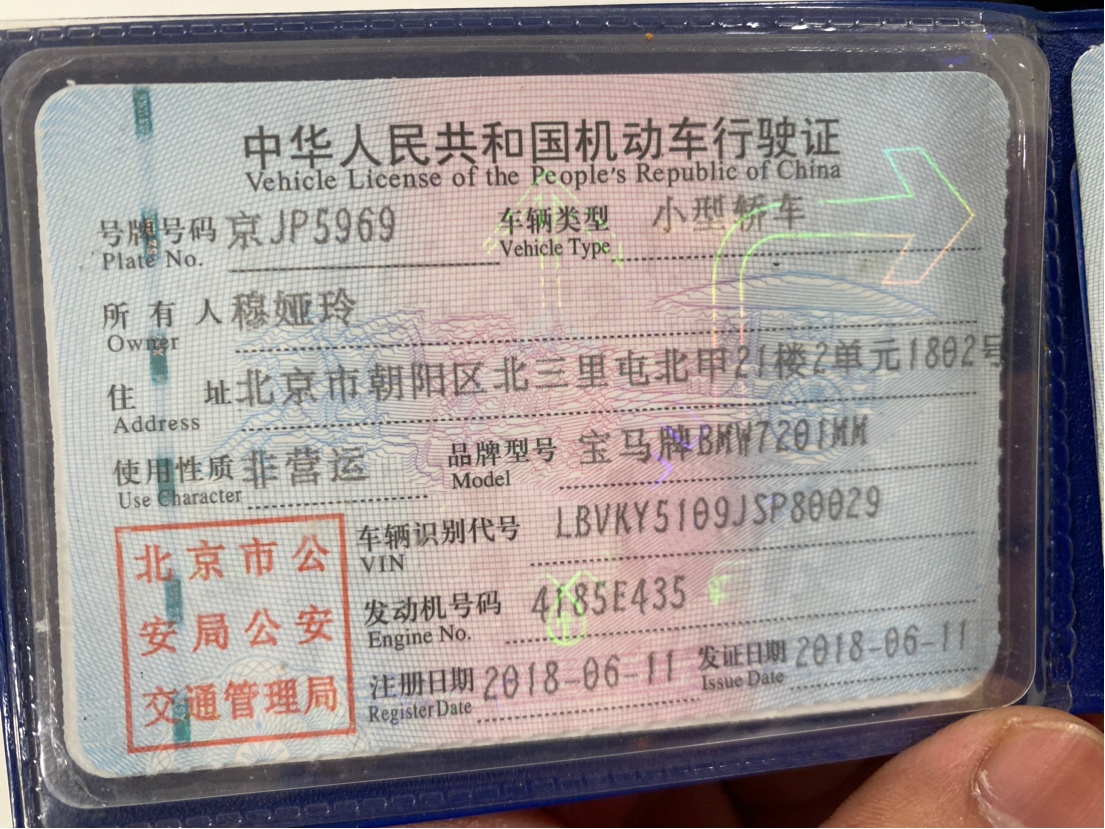 中华人民共和国机动车行驶证
Vehicle License of the People's Republic of China
号牌号码 京JP5969 车辆类型 小型轿车
Plate No. Vehicle Type
所有人 穆娅玲
Owner
住址 北京市朝阳区北三里屯北甲21楼2单元1802号
Address
使用性质 非营运 品牌型号 宝马牌BMW7201MM
Use Character Model
车辆识别代号 LBVKY5109JSP80029
VIN
发动机号码 4185E435
Engine No.
注册日期 2018-06-11 发证日期 2018-06-11
Register Date Issue Date
北京市公
安局公安
交通管理局